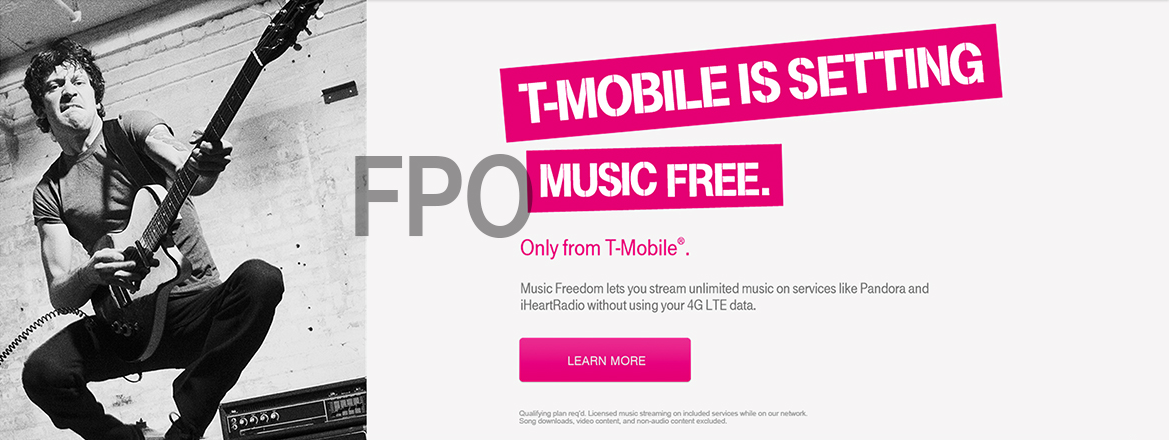 T-MOBILE IS SETTING
MUSIC FREE.
FPO
Only from T-Mobile®.
Music Freedom lets you stream unlimited music on services like Pandora and
iHeartRadio without using your 4G LTE data.
LEARN MORE
Qualifying plan req'd. Licensed music streaming on included services while on our network.
Song downloads, video content, and non-audio content excluded.